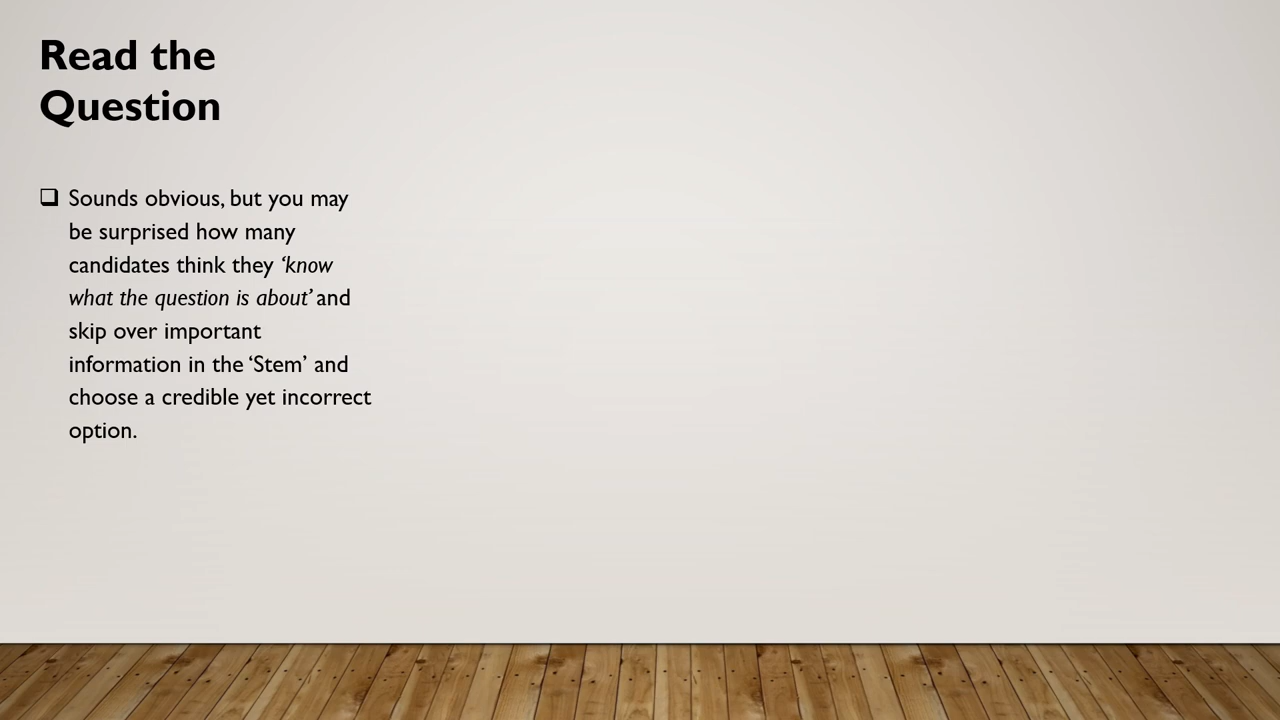 Read the
Question
❑ Sounds obvious, but you may
be surprised how many
candidates think they ‘know
what the question is about’ and
skip over important
information in the ‘Stem’ and
choose a credible yet incorrect
option.